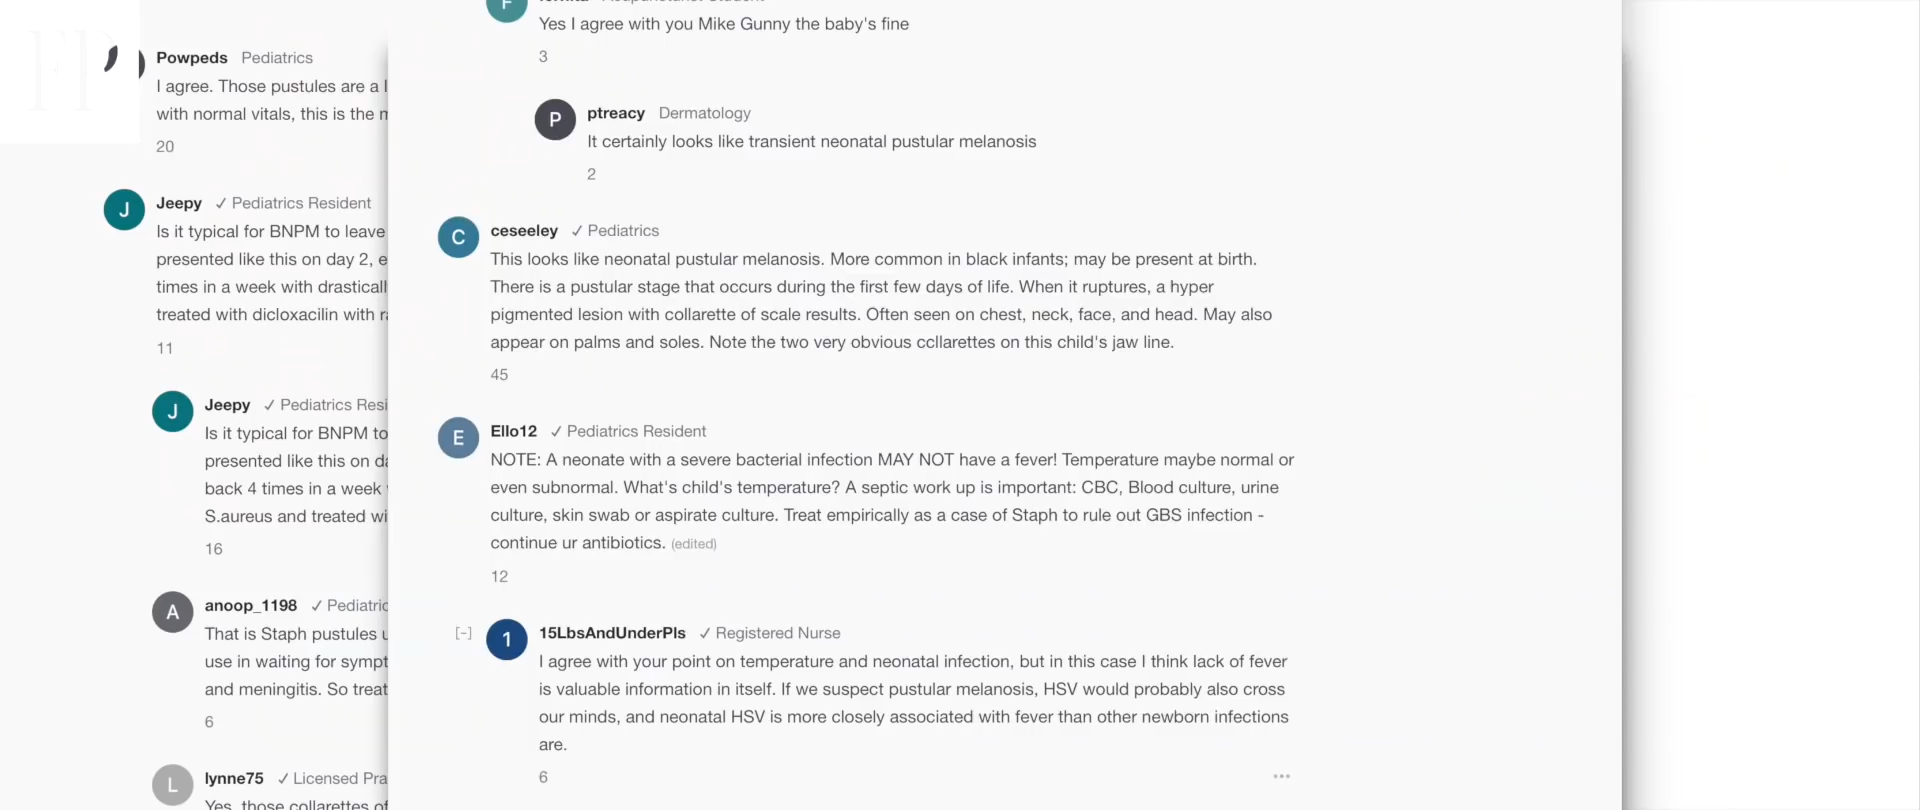 Powpeds Pediatrics
I agree. Those pustules are a
with normal vitals, this is the
20
J
Jeepy ✓ Pediatrics Resident
Is it typical for BNPM to leave
presented like this on day 2,
times in a week with
treated with dicloxacilin with
11
J
Jeepy ✓ Pediatrics
Is it typical for BNPM to
presented like this on
back 4 times in a week
S.aureus and treated
16
A
anoop_1198 ✓
That is Staph pustules
use in waiting for
and meningitis. So treat
6
L
lynne75 ✓ Licensed
Yes, those collarettes of
F
Yes I agree with you Mike Gunny the baby's fine
3
P
ptreacy Dermatology
It certainly looks like transient neonatal pustular melanosis
2
C
ceseeley ✓ Pediatrics
This looks like neonatal pustular melanosis. More common in black infants; may be present at birth.
There is a pustular stage that occurs during the first few days of life. When it ruptures, a hyper
pigmented lesion with collarette of scale results. Often seen on chest, neck, face, and head. May also
appear on palms and soles. Note the two very obvious ccllarettes on this child's jaw line.
45
E
Ello12 ✓ Pediatrics Resident
NOTE: A neonate with a severe bacterial infection MAY NOT have a fever! Temperature maybe normal or
even subnormal. What's child's temperature? A septic work up is important: CBC, Blood culture, urine
culture, skin swab or aspirate culture. Treat empirically as a case of Staph to rule out GBS infection -
continue ur antibiotics. (edited)
12
[-] 1
15LbsAndUnderPls ✓ Registered Nurse
I agree with your point on temperature and neonatal infection, but in this case I think lack of fever
is valuable information in itself. If we suspect pustular melanosis, HSV would probably also cross
our minds, and neonatal HSV is more closely associated with fever than other newborn infections
are.
6